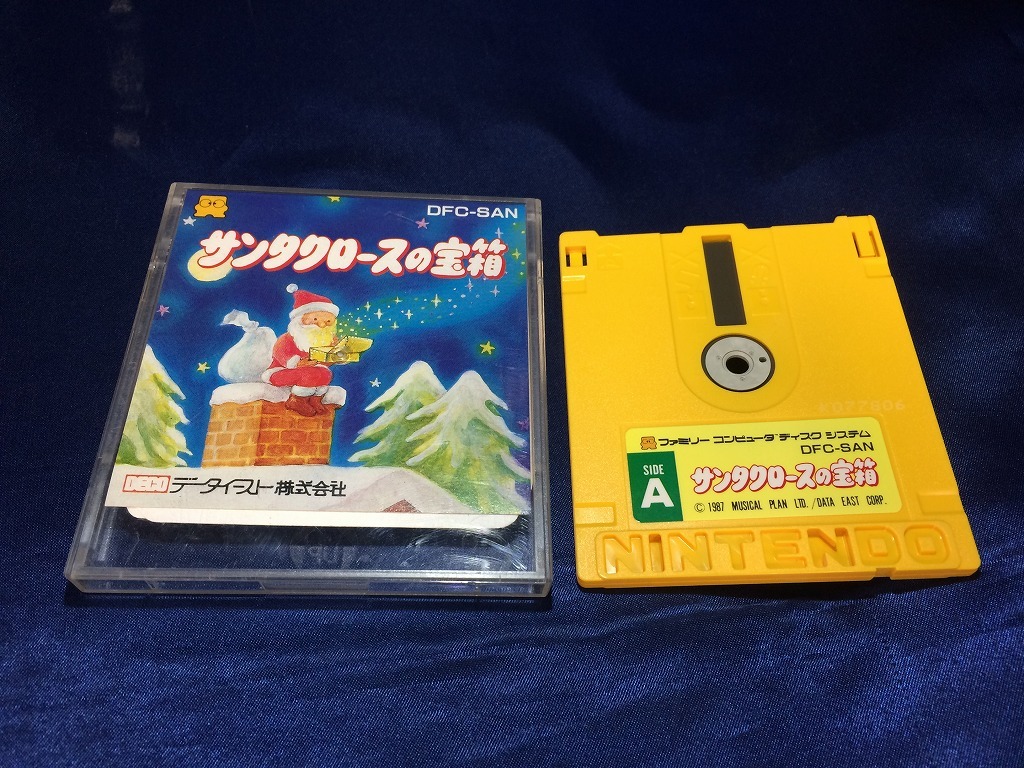 DFC-SAN
サンタクロースの宝箱
DECO データイースト株式会社
ファミリー コンピュータ ディスク システム
DFC-SAN
SIDE
A
サンタクロースの宝箱
© 1987 MUSICAL PLAN LTD./DATA EAST CORP.
NINTENDO